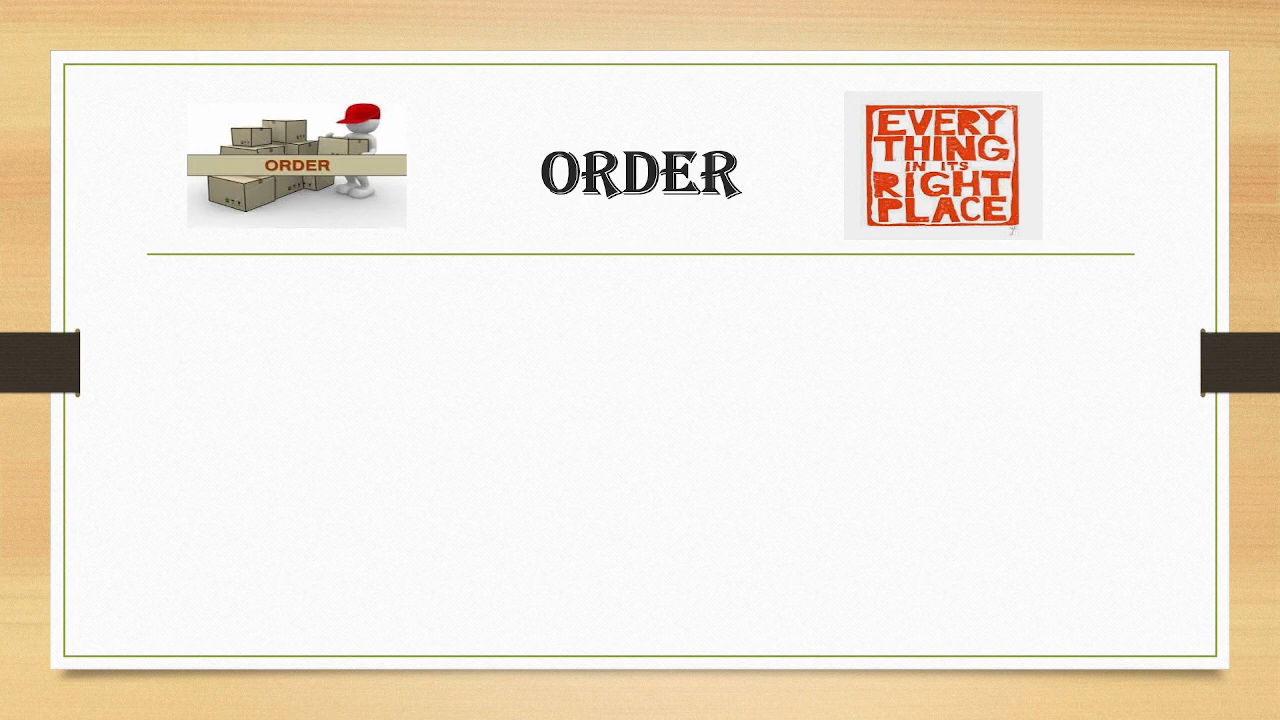 ORDER
ORDER
EVERY
THING
IN ITS
RIGHT
PLACE